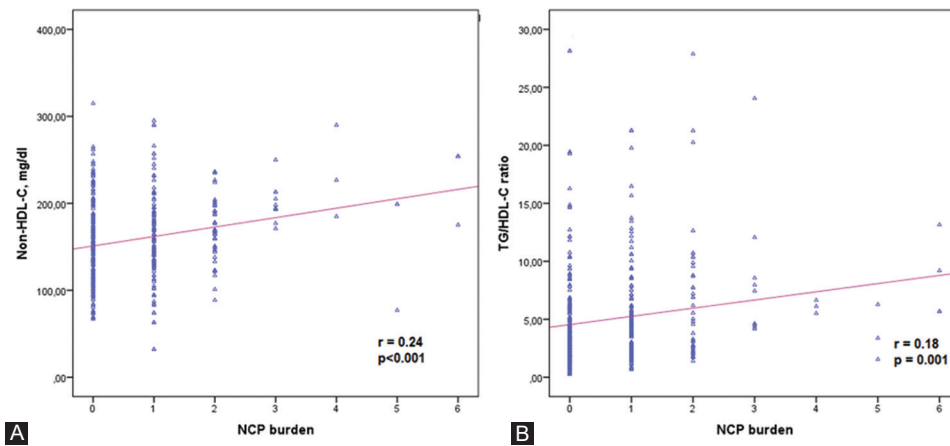 400,00
300,00
200,00
100,00
,00
Non-HDL-C, mg/dl
r = 0.24
p<0.001
0 1 2 3 4 5 6
NCP burden
A
30,00
25,00
20,00
15,00
10,00
5,00
,00
TG/HDL-C ratio
r = 0.18
p = 0.001
0 1 2 3 4 5 6
NCP burden
B